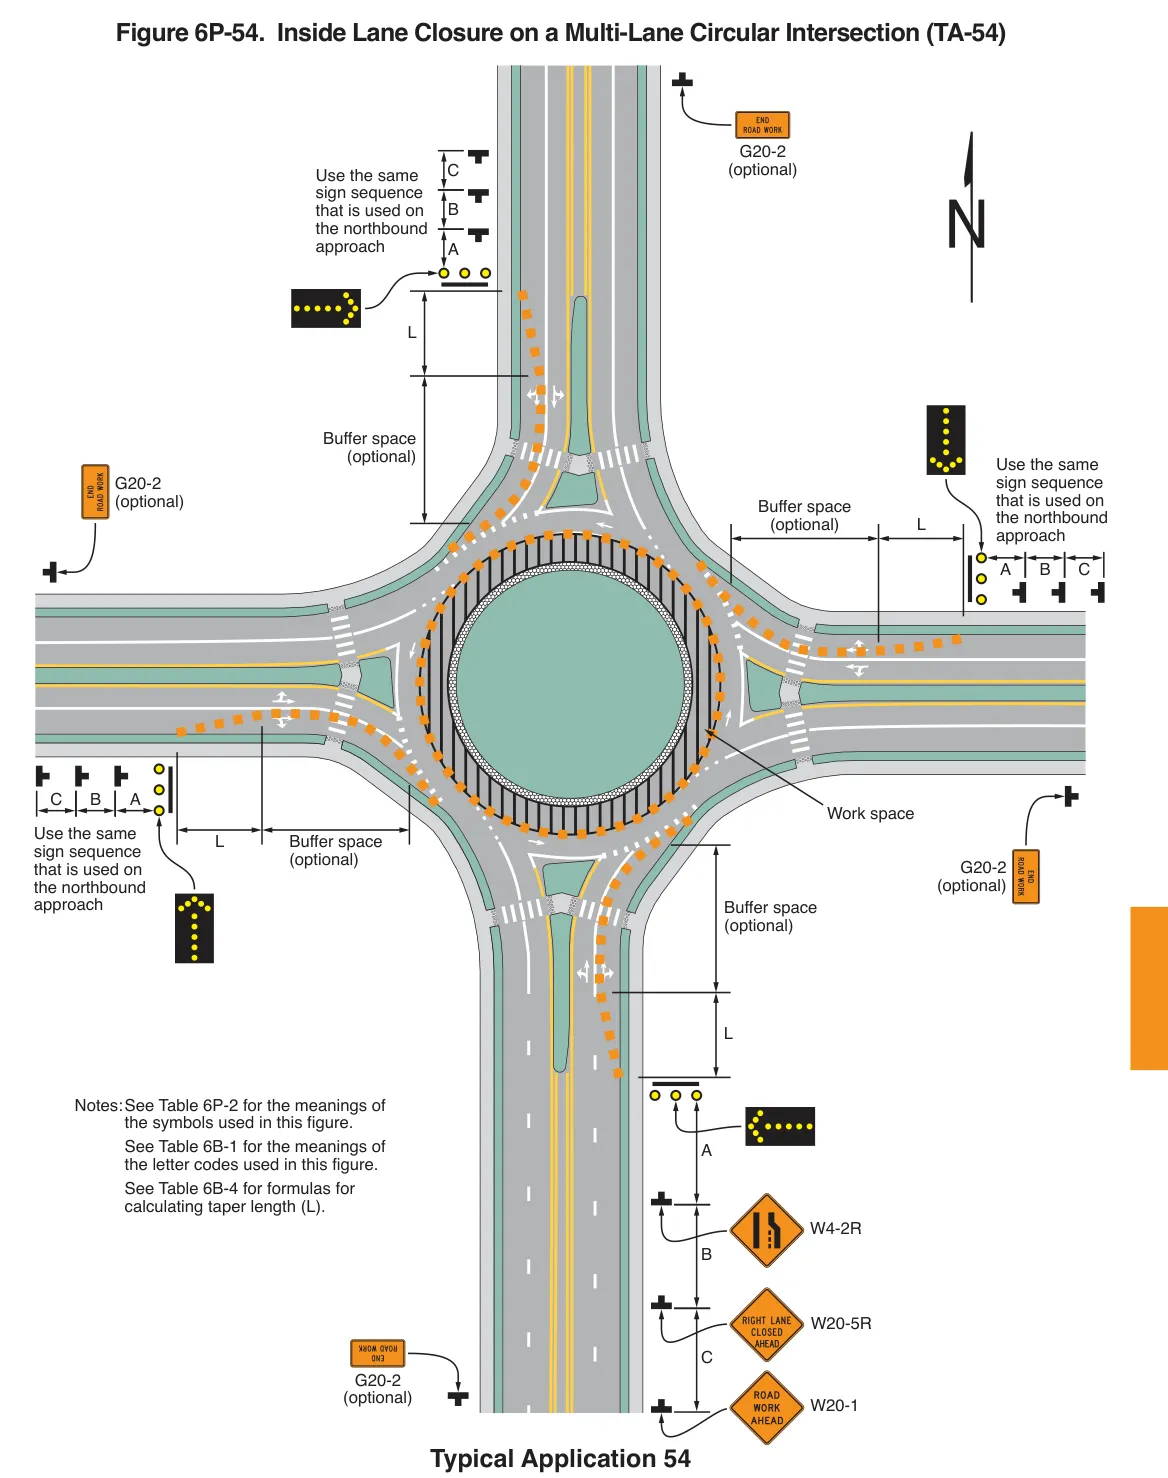 Figure 6P-54.  Inside Lane Closure on a Multi-Lane Circular Intersection (TA-54)
END
ROAD WORK
G20-2
(optional)
C
B
A
Use the same
sign sequence
that is used on
the northbound
approach
N
L
Buffer space
(optional)
END
ROAD WORK
G20-2
(optional)
Use the same
sign sequence
that is used on
the northbound
approach
Buffer space
(optional)
L
A
B
C
C
B
A
Use the same
sign sequence
that is used on
the northbound
approach
L
Buffer space
(optional)
Work space
G20-2
(optional)
END
ROAD WORK
Buffer space
(optional)
L
Notes: See Table 6P-2 for the meanings of
the symbols used in this figure.
See Table 6B-1 for the meanings of
the letter codes used in this figure.
See Table 6B-4 for formulas for
calculating taper length (L).
A
W4-2R
B
RIGHT LANE
CLOSED
AHEAD
W20-5R
C
END
ROAD WORK
G20-2
(optional)
ROAD
WORK
AHEAD
W20-1
Typical Application 54